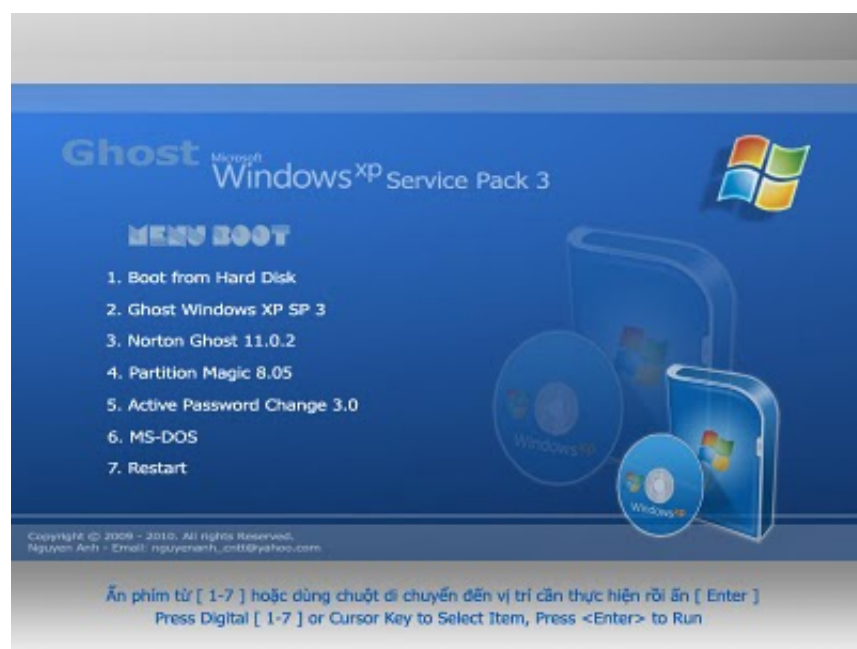 Ghost Microsoft Windows xp Service Pack 3
MENU BOOT
1. Boot from Hard Disk
2. Ghost Windows XP SP 3
3. Norton Ghost 11.0.2
4. Partition Magic 8.05
5. Active Password Change 3.0
6. MS-DOS
7. Restart
Windows xp
Windows xp
Copyright © 2009 - 2010. All rights Reserved.
Nguyen Anh - Email: nguyenanh_cntt@yahoo.com
Ấn phím từ [ 1-7 ] hoặc dùng chuột di chuyển đến vị trí cần thực hiện rồi ấn [ Enter ]
Press Digital [ 1-7 ] or Cursor Key to Select Item, Press <Enter> to Run